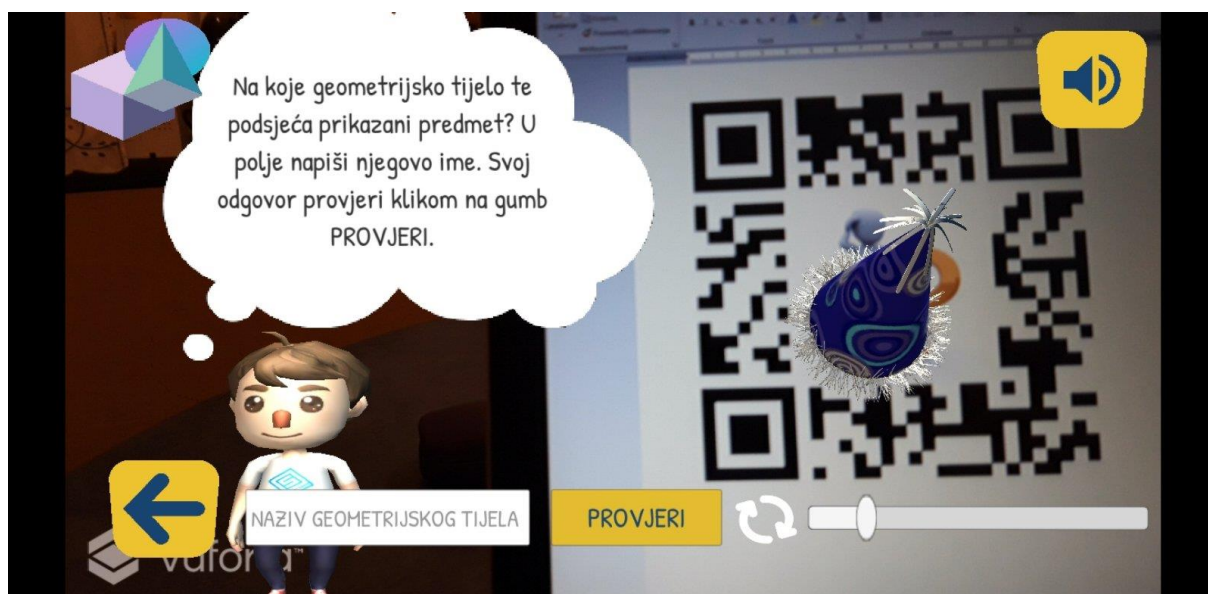 Na koje geometrijsko tijelo te
podsjeća prikazani predmet? U
polje napiši njegovo ime. Svoj
odgovor provjeri klikom na gumb
PROVJERI.
NAZIV GEOMETRIJSKOG TIJELA
PROVJERI
vuforia™